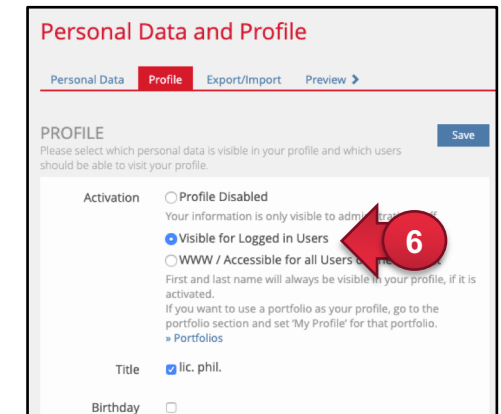 Personal Data and Profile
Personal Data Profile Export/Import Preview
PROFILE
Save
Please select which personal data is visible in your profile and which users
should be able to visit your profile.
Activation
Profile Disabled
Your information is only visible to
Visible for Logged in Users
6
WWW / Accessible for all Users
First and last name will always be visible in your profile, if it is
activated.
If you want to use a portfolio as your profile, go to the
portfolio section and set 'My Profile' for that portfolio.
» Portfolios
Title
lic. phil.
Birthday